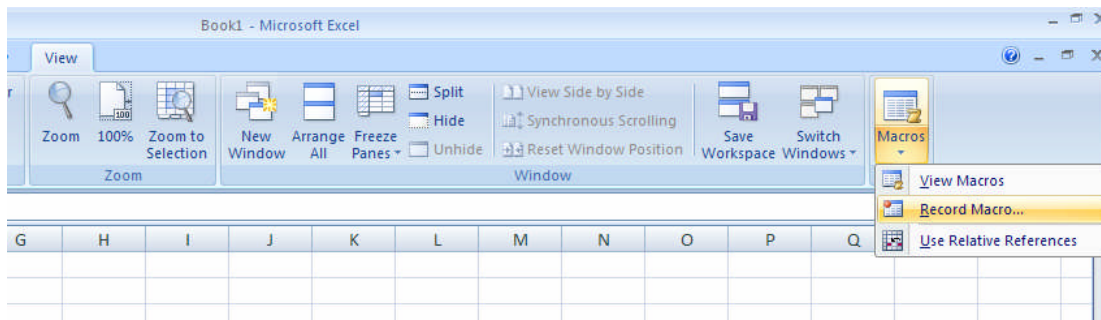 Book1 - Microsoft Excel
View
Zoom
100
100%
Zoom to Selection
New Window
Arrange All
Freeze Panes
Split
Hide
Unhide
View Side by Side
Synchronous Scrolling
Reset Window Position
Save Workspace
Switch Windows
Macros
Zoom
Window
View Macros
Record Macro...
Use Relative References
G H I J K L M N O P Q